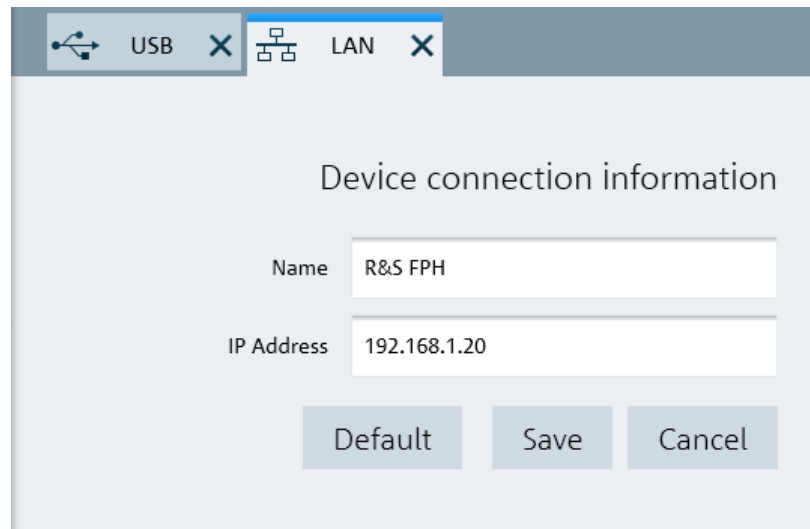 USB
LAN
Device connection information
Name R&S FPH
IP Address 192.168.1.20
Default Save Cancel